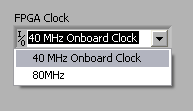 FPGA Clock
I/O 40 MHz Onboard Clock
40 MHz Onboard Clock
80MHz